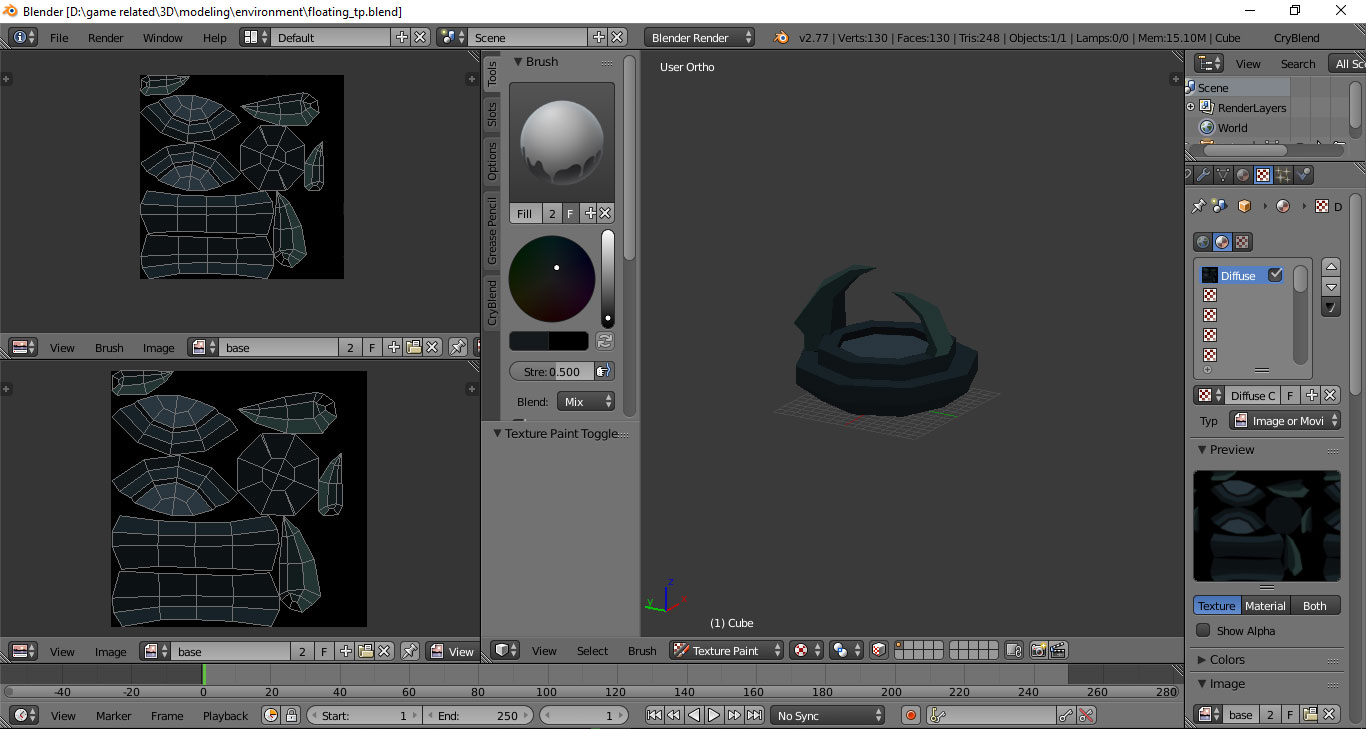 Blender [D:\game related\3D\modeling\environment\floating_tp.blend]
File Render Window Help Default Scene Blender Render v2.77 | Verts:130 | Faces:130 | Tris:248 | Objects:1/1 | Lamps:0/0 | Mem:15.10M | Cube CryBlend
View Brush Image base 2 F
View Image base 2 F View
Tools
Slots
Options
Grease Pencil
CryBlend
Brush
Fill 2 F
Stre: 0.500
Blend: Mix
Texture Paint Toggle
User Ortho
z
y
x
(1) Cube
View Select Brush Texture Paint
View Search All Sc
Scene
RenderLayers
World
D
Diffuse
Diffuse C F
Typ Image or Movi
Preview
Texture Material Both
Show Alpha
Colors
Image
base 2 F
-40 -20 0 20 40 60 80 100 120 140 160 180 200 220 240 260 280
View Marker Frame Playback Start: 1 End: 250 1 No Sync